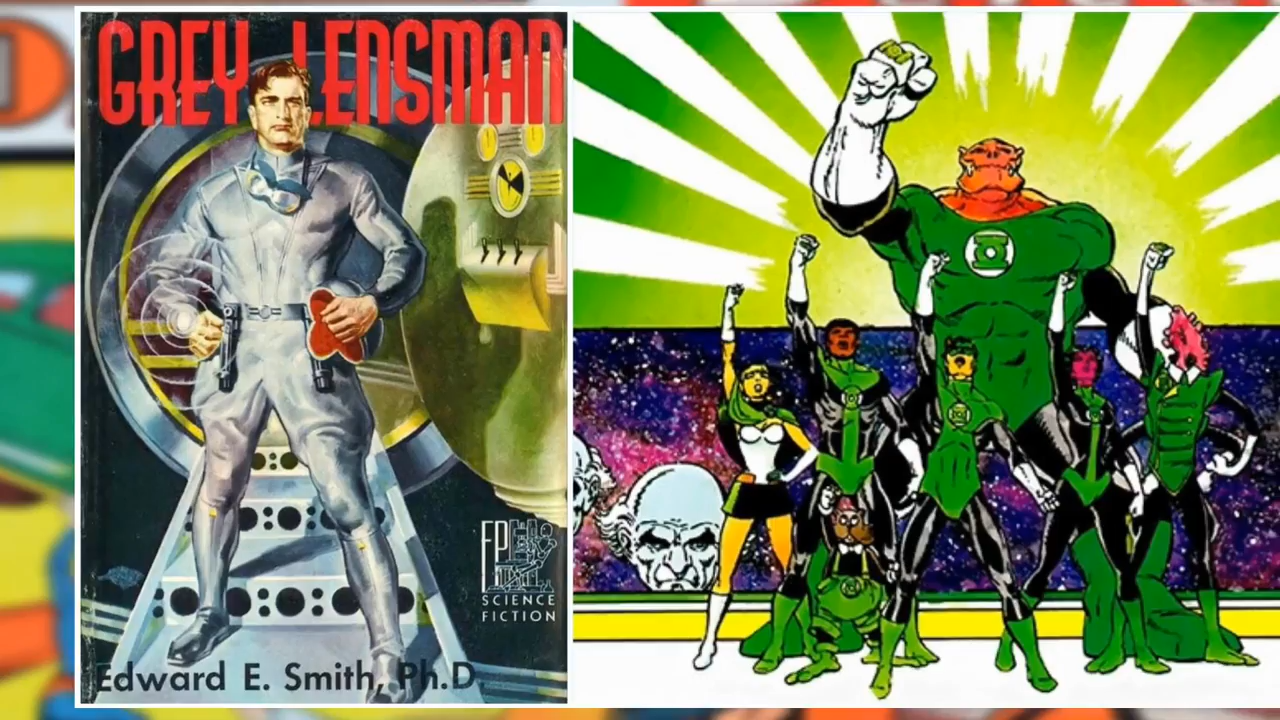 GREY LENSMAN
FP
SCIENCE
FICTION
Edward E. Smith, Ph.D.